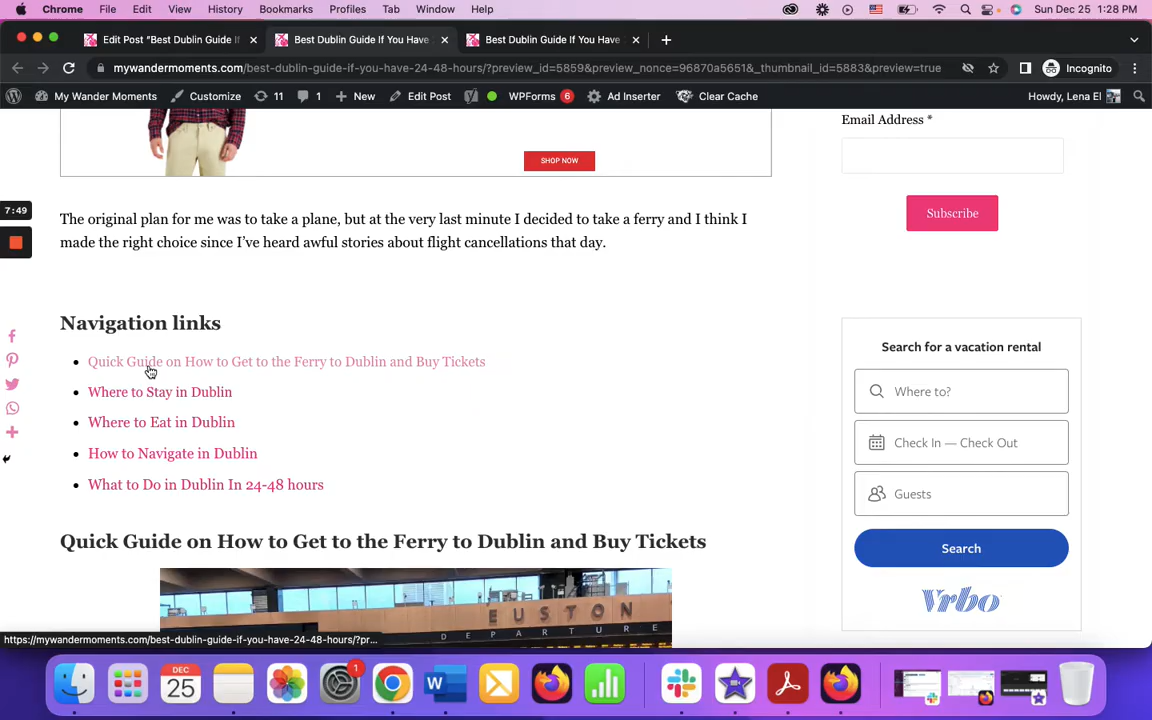 Chrome File Edit View History Bookmarks Profiles Tab Window Help Sun Dec 25 1:28 PM
Edit Post “Best Dublin Guide If Best Dublin Guide If You Have Best Dublin Guide If You Have
mywandermoments.com/best-dublin-guide-if-you-have-24-48-hours/?preview_id=5859&preview_nonce=96870a5651&_thumbnail_id=5883&preview=true Incognito
My Wander Moments Customize 11 1 New Edit Post WPForms 6 Ad Inserter Clear Cache Howdy, Lena El
Email Address *
SHOP NOW
7:49
Subscribe
The original plan for me was to take a plane, but at the very last minute I decided to take a ferry and I think I
made the right choice since I’ve heard awful stories about flight cancellations that day.
Navigation links
Quick Guide on How to Get to the Ferry to Dublin and Buy Tickets
Where to Stay in Dublin
Where to Eat in Dublin
How to Navigate in Dublin
What to Do in Dublin In 24-48 hours
Search for a vacation rental
Where to?
Check In — Check Out
Guests
Search
Vrbo
Quick Guide on How to Get to the Ferry to Dublin and Buy Tickets
EUSTON
DEPARTURE
https://mywandermoments.com/best-dublin-guide-if-you-have-24-48-hours/?pr...
DEC
25
1
W